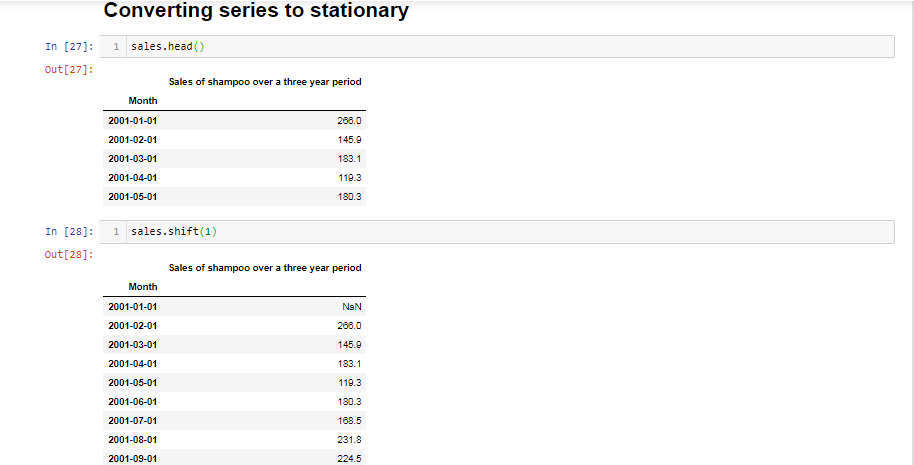 Converting series to stationary
In [27]: 1 sales.head()
Out[27]:
Sales of shampoo over a three year period
Month
2001-01-01 266.0
2001-02-01 145.9
2001-03-01 183.1
2001-04-01 119.3
2001-05-01 180.3
In [28]: 1 sales.shift(1)
Out[28]:
Sales of shampoo over a three year period
Month
2001-01-01 NaN
2001-02-01 266.0
2001-03-01 145.9
2001-04-01 183.1
2001-05-01 119.3
2001-06-01 180.3
2001-07-01 168.5
2001-08-01 231.8
2001-09-01 224.5